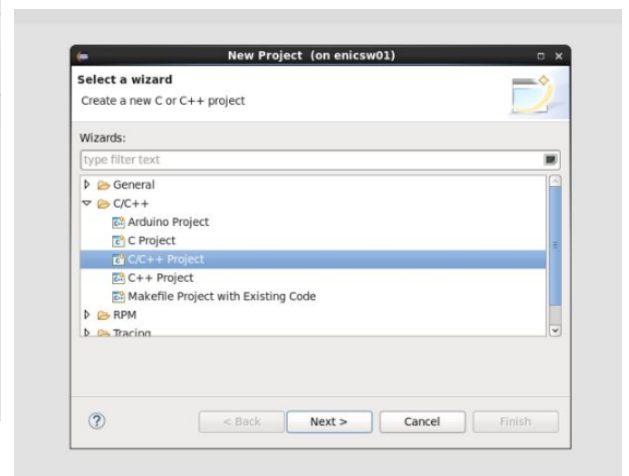 New Project (on enicsw01)
Select a wizard
Create a new C or C++ project
Wizards:
type filter text
General
C/C++
Arduino Project
C Project
C/C++ Project
C++ Project
Makefile Project with Existing Code
RPM
Tracing
? < Back Next > Cancel Finish